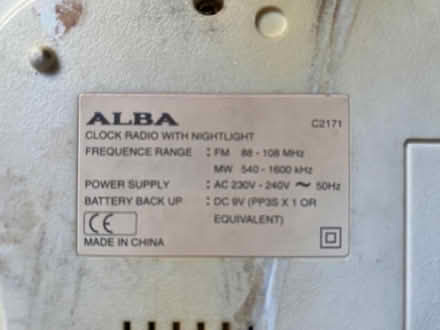 ALBA C2171
CLOCK RADIO WITH NIGHTLIGHT
FREQUENCE RANGE : FM 88 - 108 MHz
MW 540 - 1600 kHz
POWER SUPPLY : AC 230V - 240V ~ 50Hz
BATTERY BACK UP : DC 9V (PP3S X 1 OR
EQUIVALENT)
CE
MADE IN CHINA